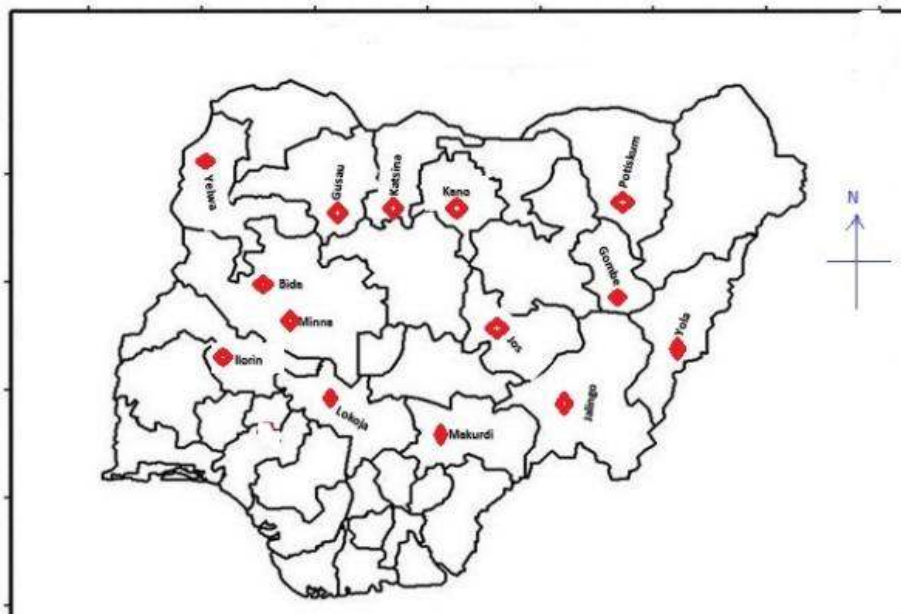 Yelwa
Gusau
Katsina
Kano
Potiskum
N
Gombe
Bida
Minna
Jos
Yola
Ilorin
Lokoja
Jalingo
Makurdi